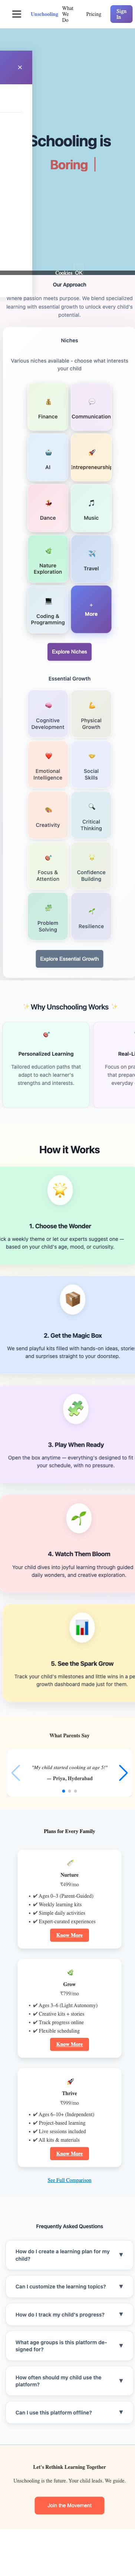 Unschooling
What
We
Do
Pricing
Sign
In
×
Schooling is
Boring
Cookies OK
Our Approach
Where passion meets purpose. We blend specialized
learning with essential growth to unlock every child's
potential.
Niches
Various niches available - choose what interests
your child
Finance
Communication
AI
Entrepreneurship
Dance
Music
Nature
Exploration
Travel
Coding &
Programming
+
More
Explore Niches
Essential Growth
Cognitive
Development
Physical
Growth
Emotional
Intelligence
Social
Skills
Creativity
Critical
Thinking
Focus &
Attention
Confidence
Building
Problem
Solving
Resilience
Explore Essential Growth
✨ Why Unschooling Works ✨
Personalized Learning
Tailored education paths that
adapt to each learner's
strengths and interests.
Real-Li
Focus on pr
that prepare
everyday
How it Works
1. Choose the Wonder
ck a weekly theme or let our experts suggest one —
based on your child's age, mood, or curiosity.
2. Get the Magic Box
We send playful kits filled with hands-on ideas, stories
and surprises straight to your doorstep.
3. Play When Ready
Open the box anytime — everything's designed to fit
your schedule, with no pressure.
4. Watch Them Bloom
Your child dives into joyful learning through guided
daily wonders, and creative exploration.
5. See the Spark Grow
Track your child's milestones and little wins in a pe
growth dashboard made just for them.
What Parents Say
"My child started cooking at age 3!"
— Priya, Hyderabad
Plans for Every Family
Nurture
₹499/mo
• ✔ Ages 0–3 (Parent-Guided)
• ✔ Weekly learning kits
• ✔ Simple daily activities
• ✔ Expert-curated experiences
Know More
Grow
₹799/mo
• ✔ Ages 3–6 (Light Autonomy)
• ✔ Creative kits + stories
• ✔ Track progress online
• ✔ Flexible scheduling
Know More
Thrive
₹999/mo
• ✔ Ages 6–10+ (Independent)
• ✔ Project-based learning
• ✔ Live sessions included
• ✔ All kits & materials
Know More
See Full Comparison
Frequently Asked Questions
How do I create a learning plan for my
child?
Can I customize the learning topics?
How do I track my child's progress?
What age groups is this platform de-
signed for?
How often should my child use the
platform?
Can I use this platform offline?
Let's Rethink Learning Together
Unschooling is the future. Your child leads. We guide.
Join the Movement